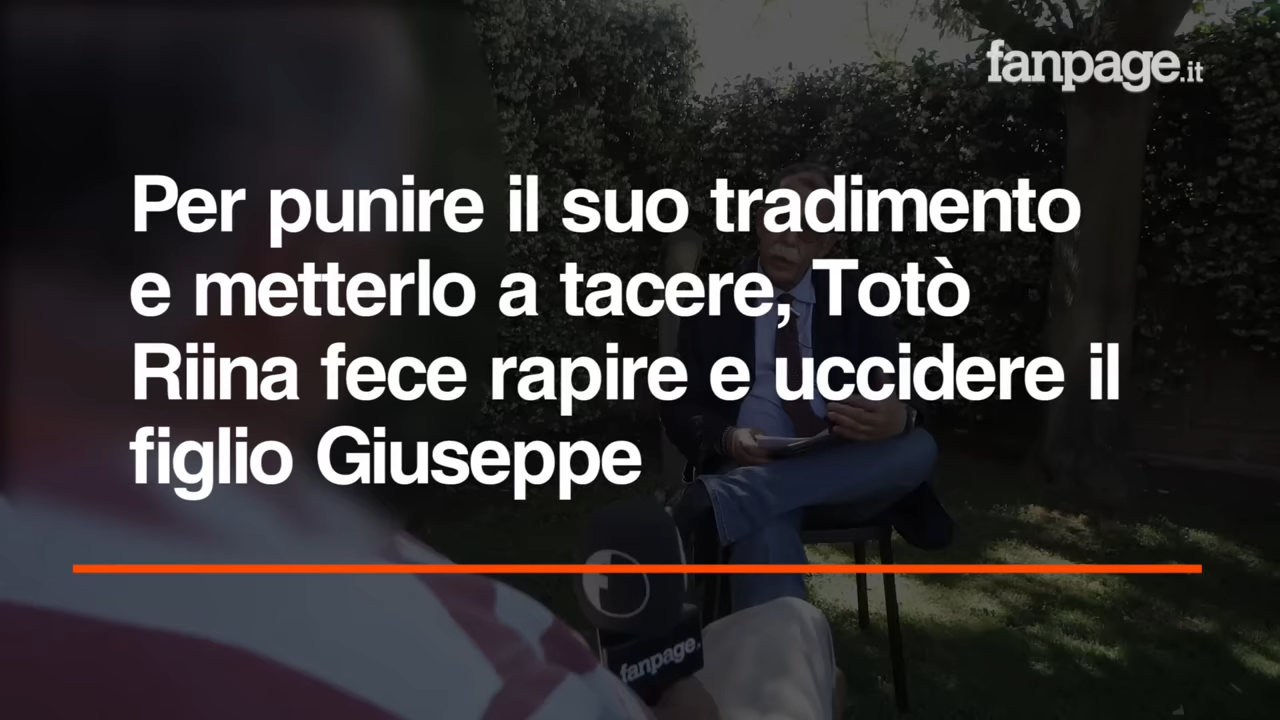 fanpage.it
Per punire il suo tradimento
e metterlo a tacere, Totò
Riina fece rapire e uccidere il
figlio Giuseppe
fanpage.